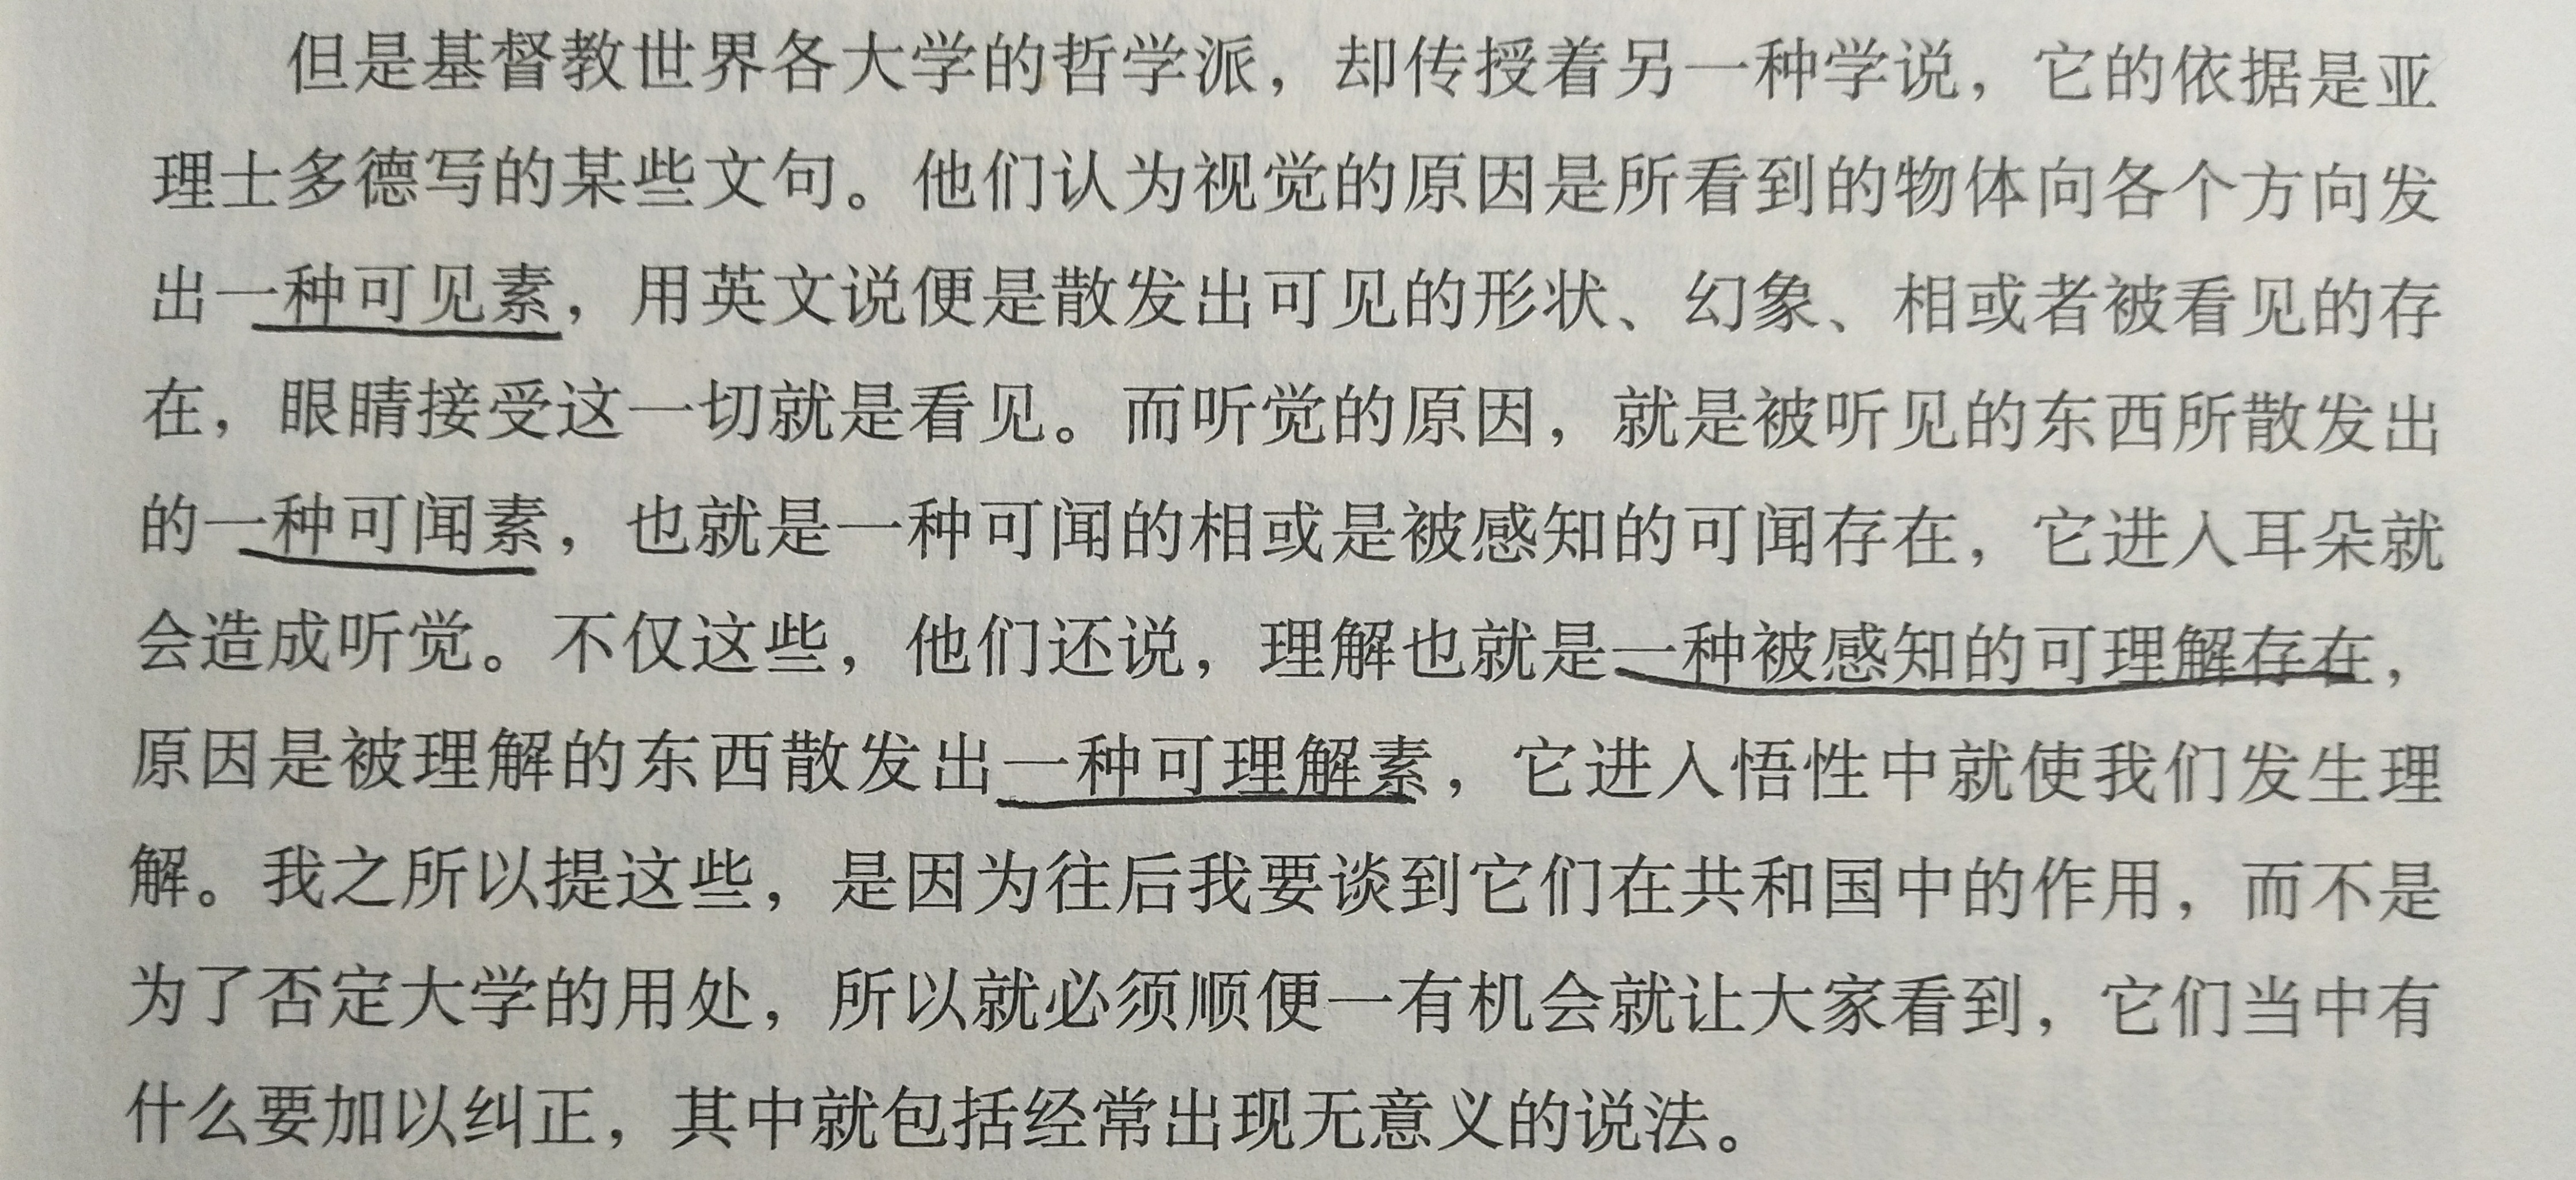 但是基督教世界各大学的哲学派，却传授着另一种学说，它的依据是亚
理士多德写的某些文句。他们认为视觉的原因是所看到的物体向各个方向发
出一种可见素，用英文说便是散发出可见的形状、幻象、相或者被看见的存
在，眼睛接受这一切就是看见。而听觉的原因，就是被听见的东西所散发出
的一种可闻素，也就是一种可闻的相或是被感知的可闻存在，它进入耳朵就
会造成听觉。不仅这些，他们还说，理解也就是一种被感知的可理解存在，
原因是被理解的东西散发出一种可理解素，它进入悟性中就使我们发生理
解。我之所以提这些，是因为往后我要谈到它们在共和国中的作用，而不是
为了否定大学的用处，所以就必须顺便一有机会就让大家看到，它们当中有
什么要加以纠正，其中就包括经常出现无意义的说法。